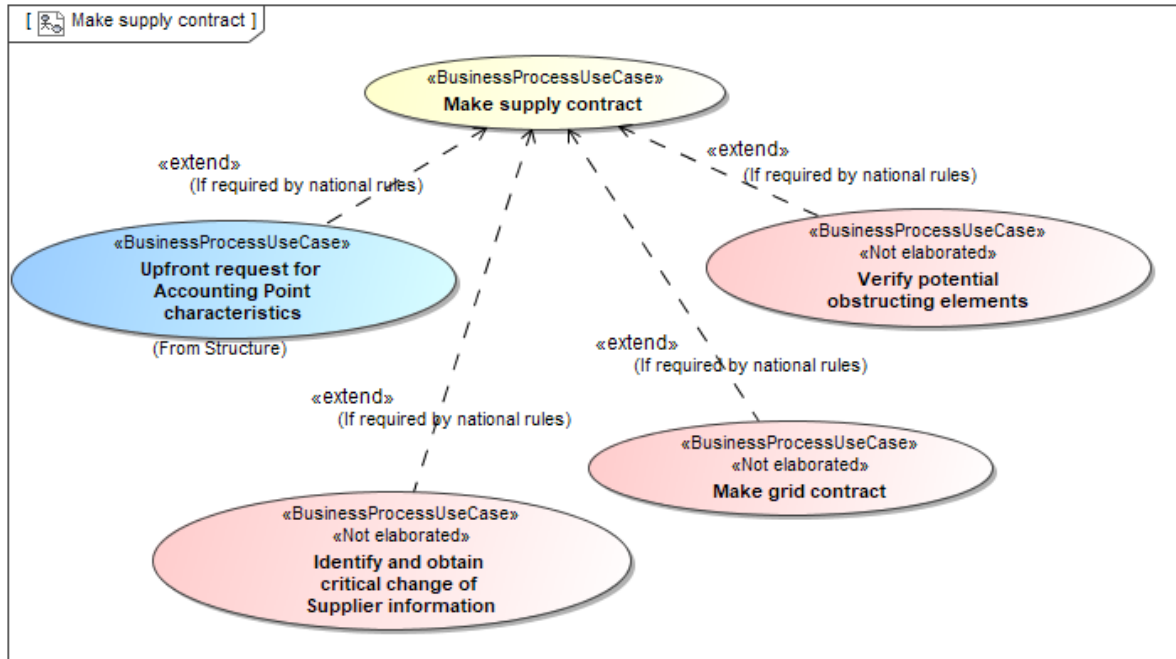 [ Make supply contract ]
«BusinessProcessUseCase»
Make supply contract
«extend»
(If required by national rules)
«extend»
(If required by national rules)
«BusinessProcessUseCase»
Upfront request for
Accounting Point
characteristics
(From Structure)
«BusinessProcessUseCase»
«Not elaborated»
Verify potential
obstructing elements
«extend»
(If required by national rules)
«extend»
(If required by national rules)
«BusinessProcessUseCase»
«Not elaborated»
Make grid contract
«BusinessProcessUseCase»
«Not elaborated»
Identify and obtain
critical change of
Supplier information